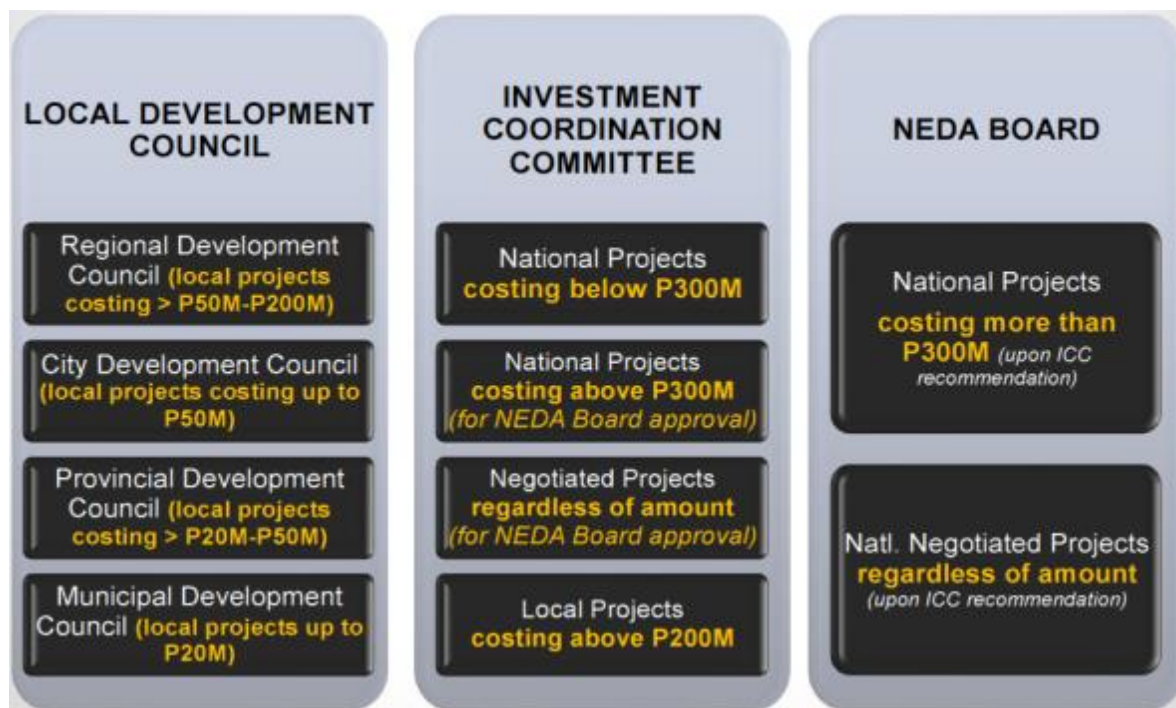 LOCAL DEVELOPMENT
COUNCIL
Regional Development
Council (local projects
costing > P50M-P200M)
City Development Council
(local projects costing up to
P50M)
Provincial Development
Council (local projects
costing > P20M-P50M)
Municipal Development
Council (local projects up to
P20M)
INVESTMENT
COORDINATION
COMMITTEE
National Projects
costing below P300M
National Projects
costing above P300M
(for NEDA Board approval)
Negotiated Projects
regardless of amount
(for NEDA Board approval)
Local Projects
costing above P200M
NEDA BOARD
National Projects
costing more than
P300M (upon ICC
recommendation)
Natl. Negotiated Projects
regardless of amount
(upon ICC recommendation)